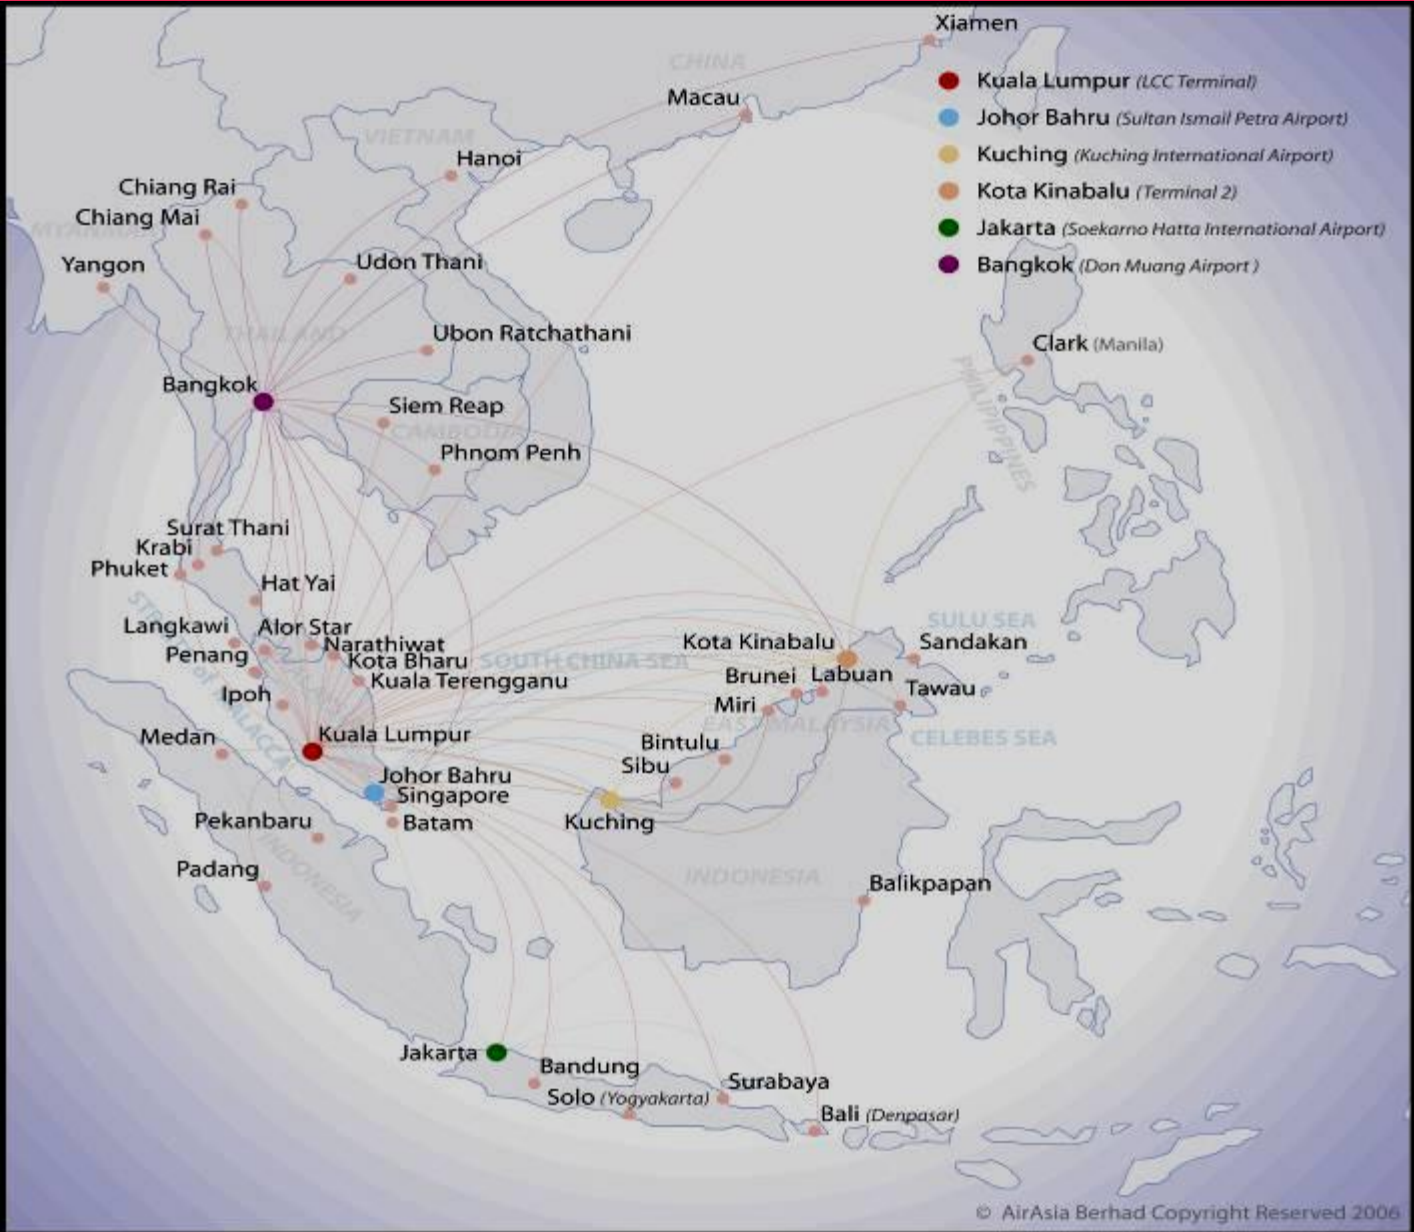 Xiamen
CHINA
Kuala Lumpur (LCC Terminal)
Macau
Johor Bahru (Sultan Ismail Petra Airport)
VIETNAM
Hanoi
Kuching (Kuching International Airport)
Chiang Rai
Kota Kinabalu (Terminal 2)
Chiang Mai
MYANMAR
Jakarta (Soekarno Hatta International Airport)
Yangon
Udon Thani
Bangkok (Don Muang Airport )
THAILAND
Ubon Ratchathani
Clark (Manila)
PHILIPPINES
Bangkok
Siem Reap
CAMBODIA
Phnom Penh
Surat Thani
Krabi
Phuket
Hat Yai
STRAIT of MALACCA
SULU SEA
Langkawi
Alor Star
Narathiwat
Kota Kinabalu
Sandakan
Penang
Kota Bharu
SOUTH CHINA SEA
Kuala Terengganu
Brunei
Labuan
Tawau
Ipoh
Miri
EAST MALAYSIA
Medan
Kuala Lumpur
Bintulu
CELEBES SEA
Sibu
Johor Bahru
Singapore
Pekanbaru
Batam
Kuching
Padang
INDONESIA
INDONESIA
Balikpapan
Jakarta
Bandung
Solo (Yogyakarta)
Surabaya
Bali (Denpasar)
© AirAsia Berhad Copyright Reserved 2006